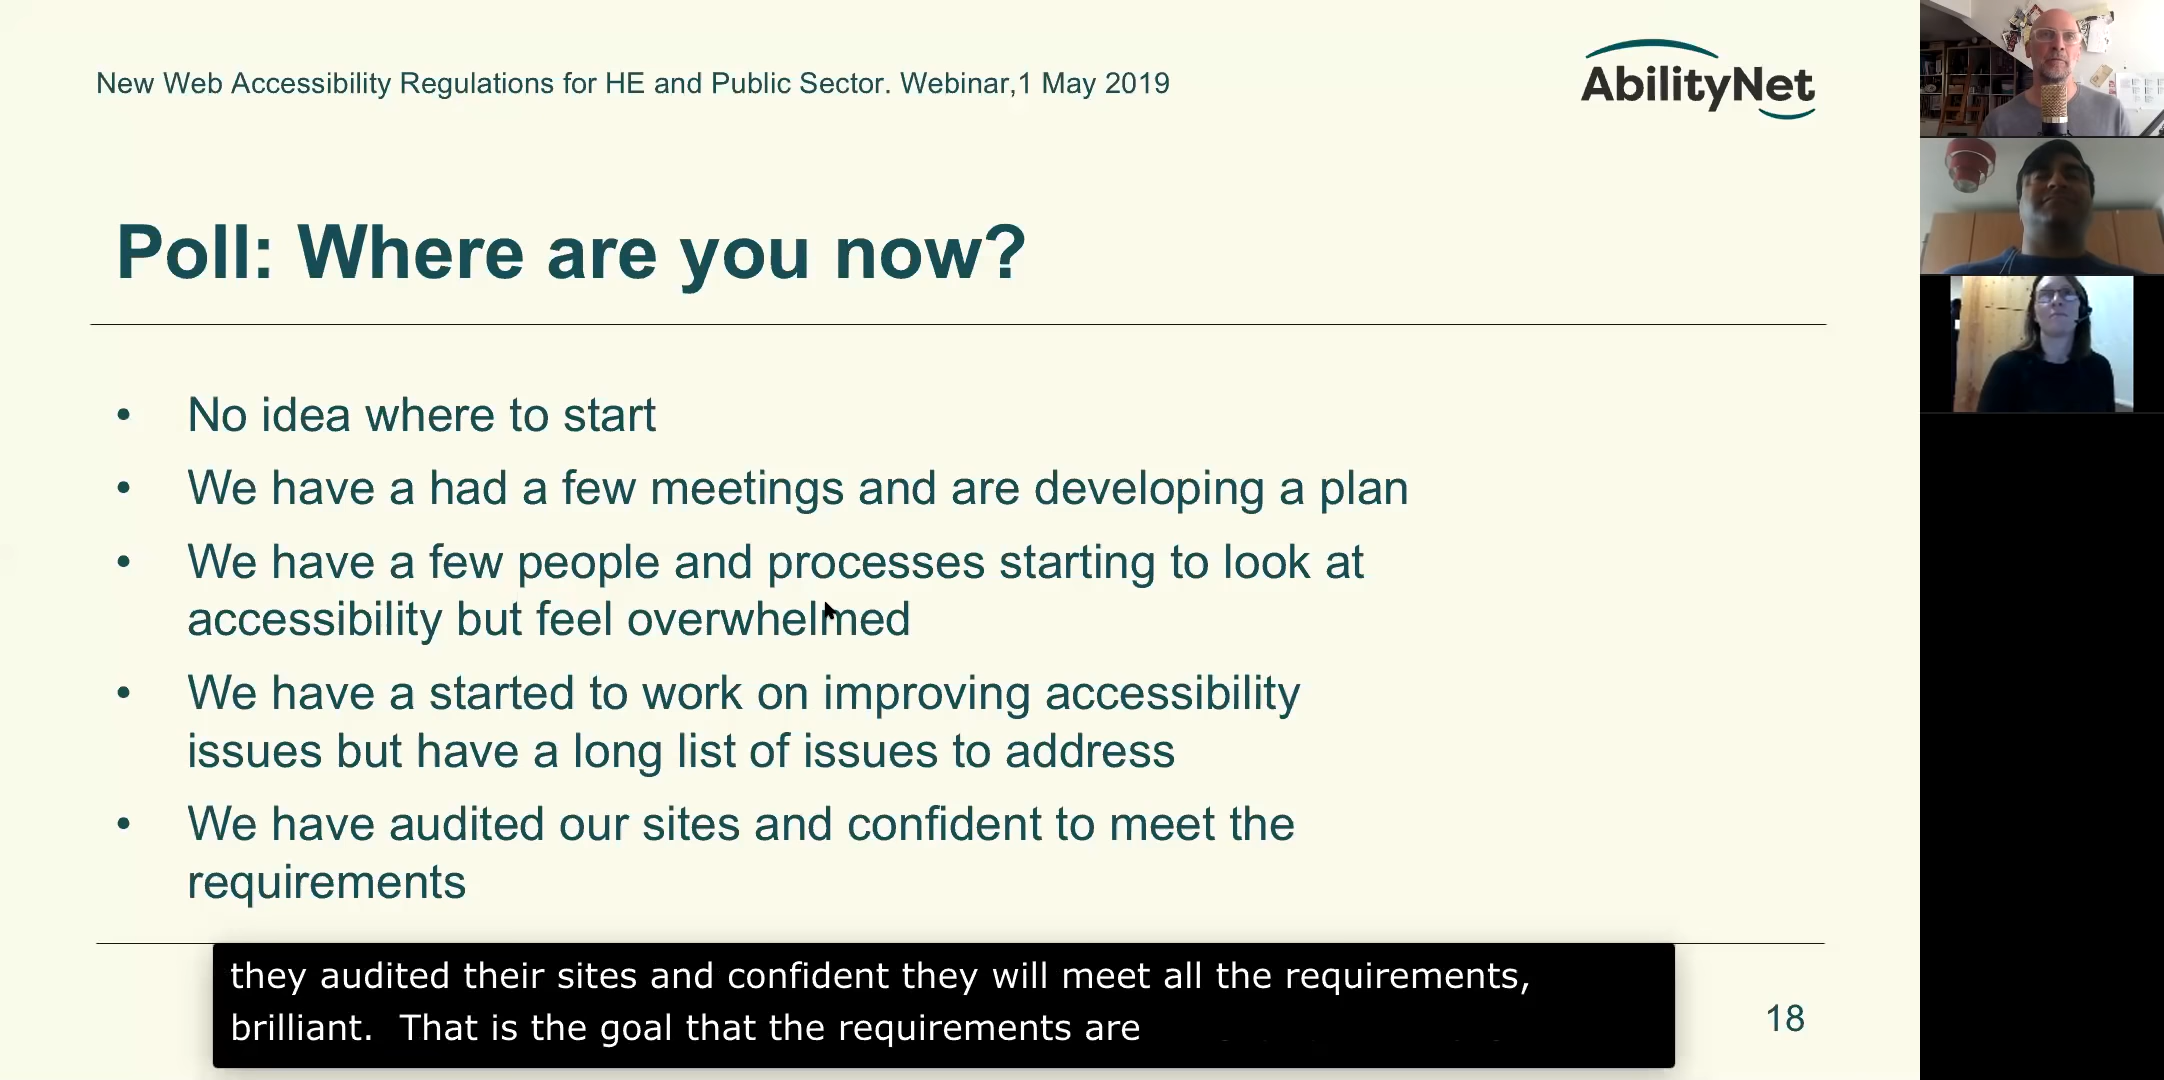 New Web Accessibility Regulations for HE and Public Sector. Webinar,1 May 2019
AbilityNet
Poll: Where are you now?
• No idea where to start
• We have a had a few meetings and are developing a plan
• We have a few people and processes starting to look at
accessibility but feel overwhelmed
• We have a started to work on improving accessibility
issues but have a long list of issues to address
• We have audited our sites and confident to meet the
requirements
they audited their sites and confident they will meet all the requirements,
brilliant.  That is the goal that the requirements are
18